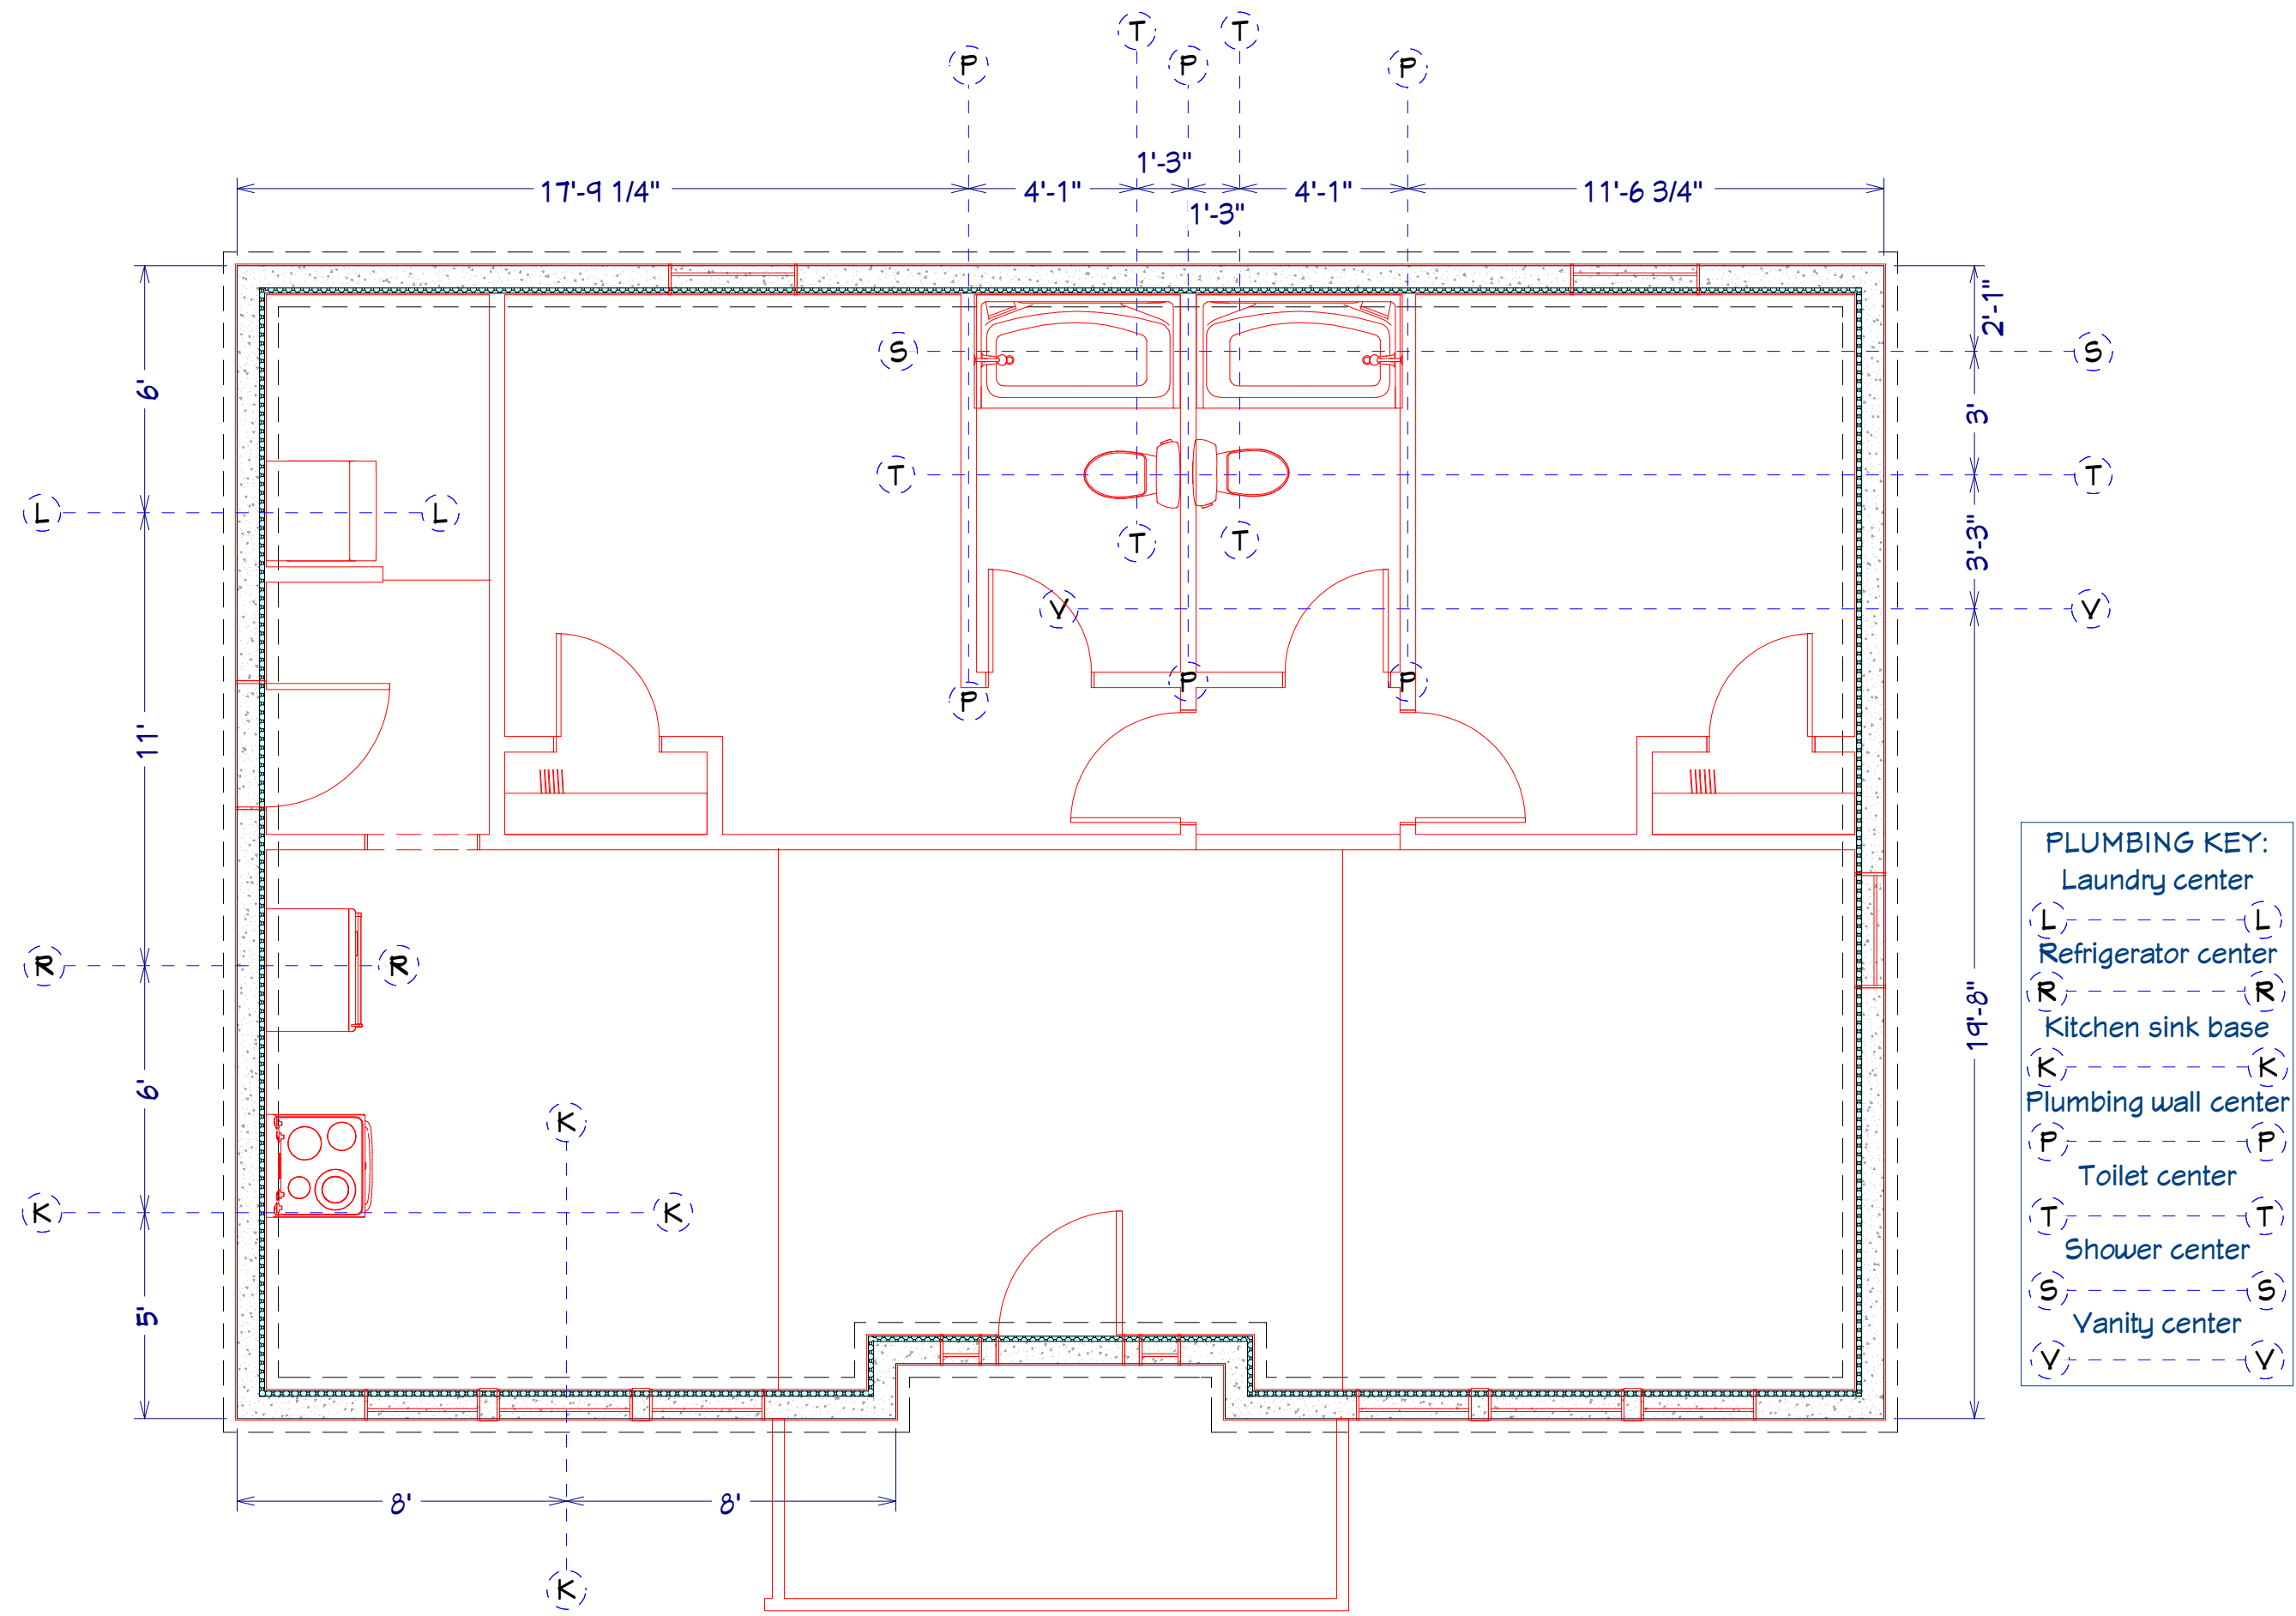 T T
P P P
1'-3"
17'-9 1/4" 4'-1" 4'-1" 11'-6 3/4"
1'-3"
2'-1"
S S
6' 3'
T T
L L T T 3'-3"
V V
P P P
11'
R R
19'-8"
6'
K
K K
5'
8' 8'
K
PLUMBING KEY:
Laundry center
L L
Refrigerator center
R R
Kitchen sink base
K K
Plumbing wall center
P P
Toilet center
T T
Shower center
S S
Vanity center
V V